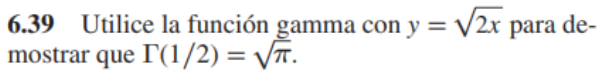 6.39 Utilice la función gamma con y = √2x para de-
mostrar que Γ(1/2) = √π.